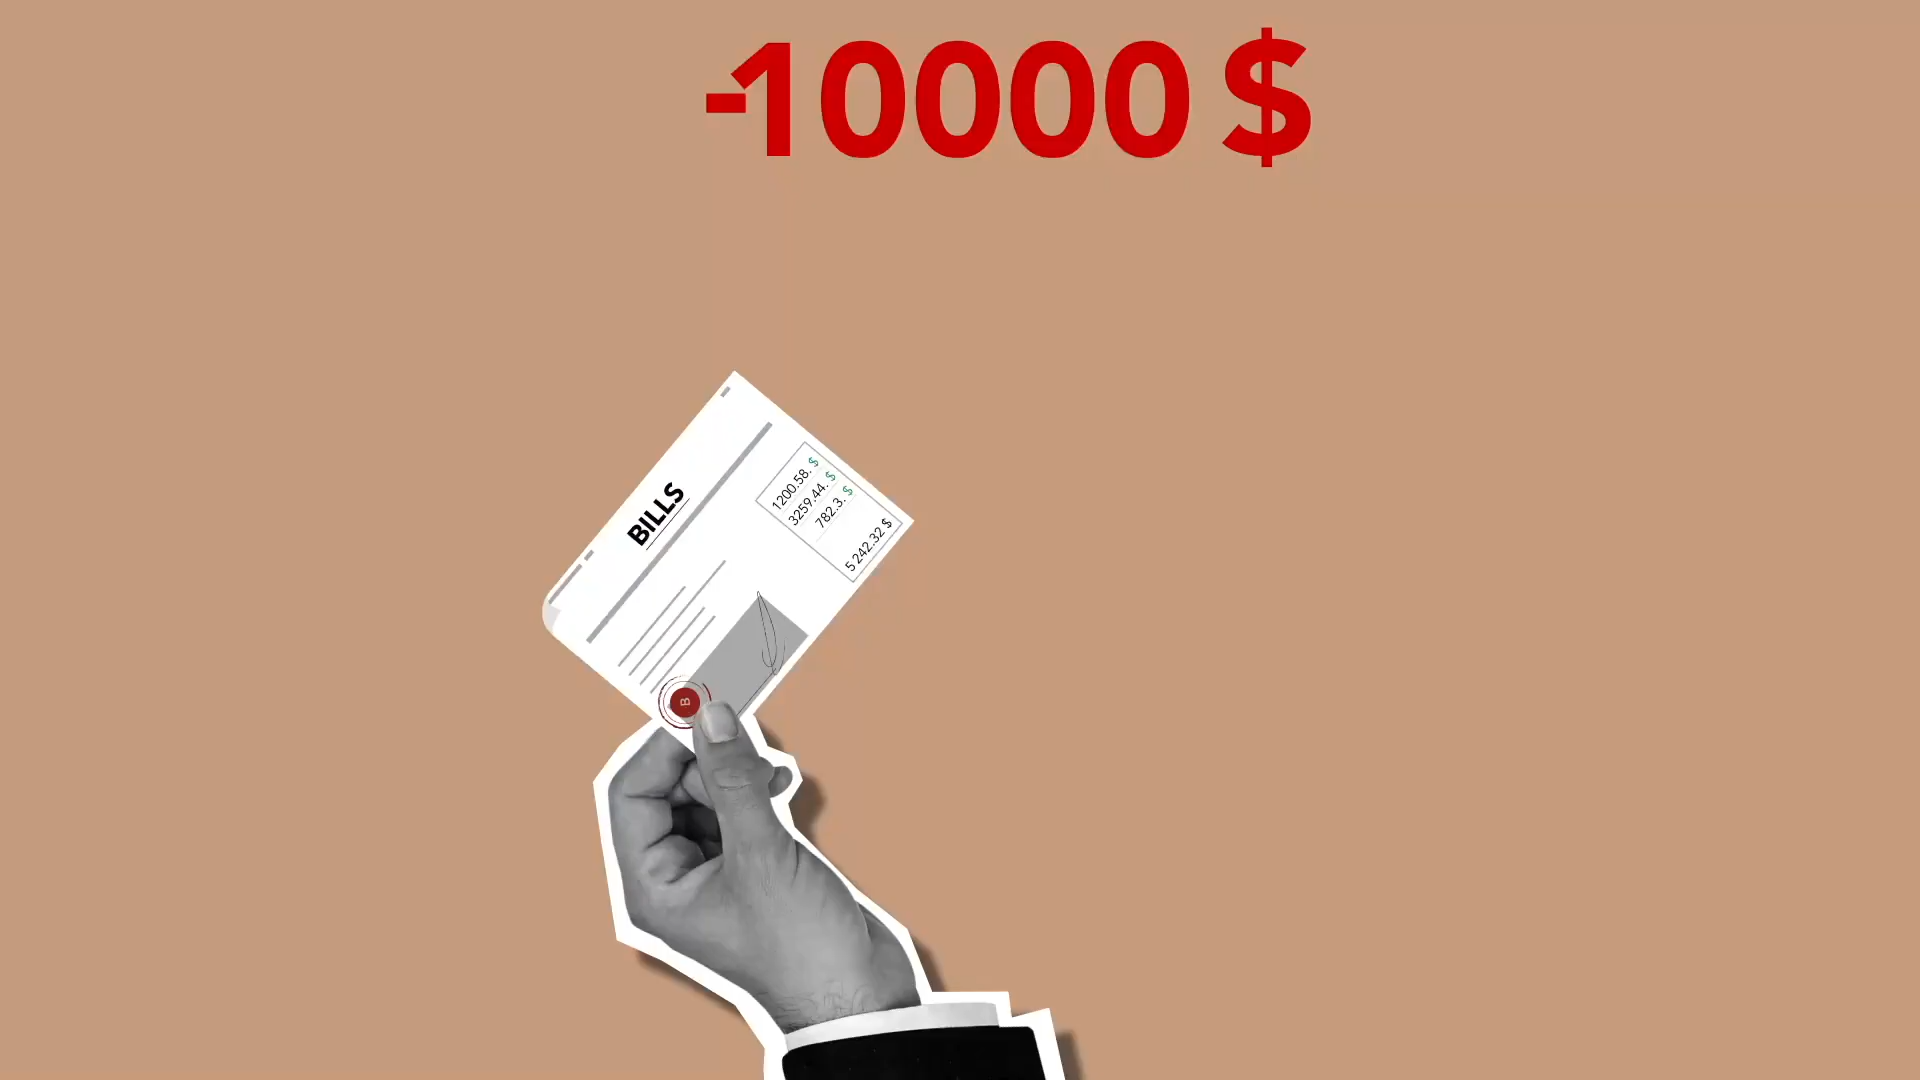 -10000 $
BILLS
1200.58. $
3259.44. $
782.3. $
5 242.32 $
B